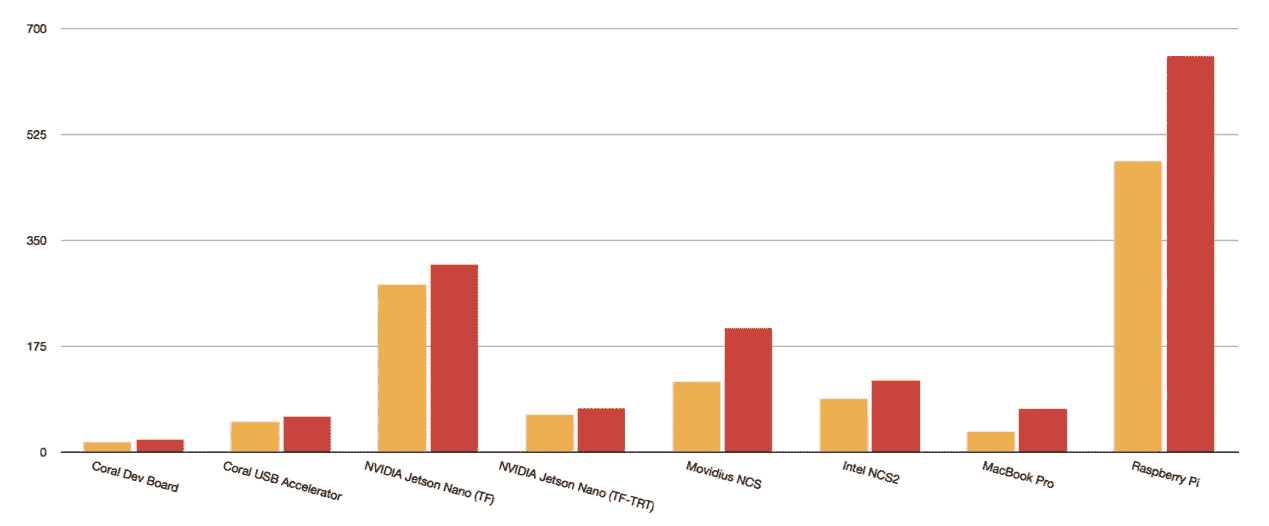 700
525
350
175
0
Coral Dev Board
Coral USB Accelerator
NVIDIA Jetson Nano (TF)
NVIDIA Jetson Nano (TF-TRT)
Movidius NCS
Intel NCS2
MacBook Pro
Raspberry Pi